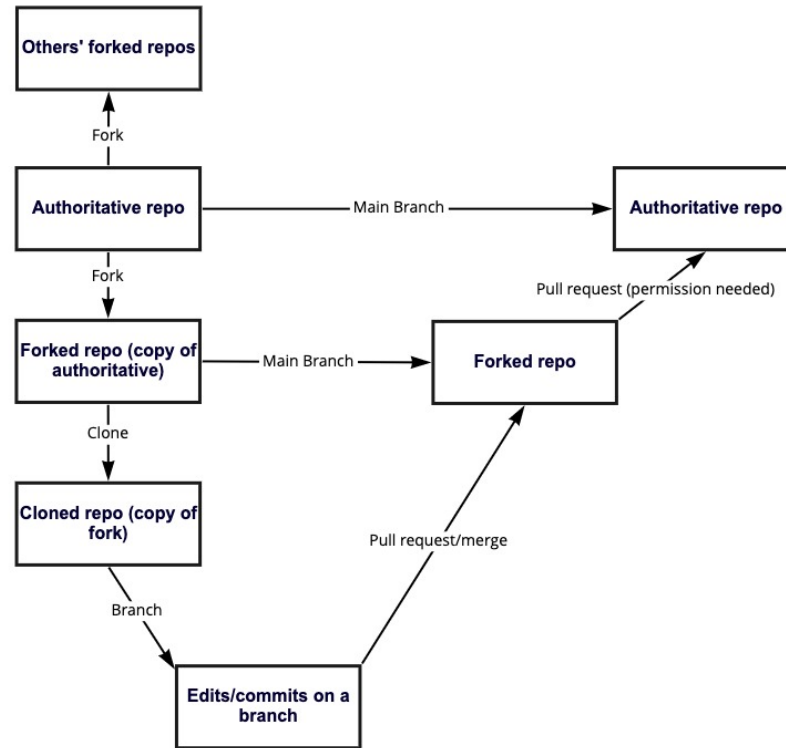 Others' forked repos
Fork
Authoritative repo
Main Branch
Authoritative repo
Fork
Pull request (permission needed)
Forked repo (copy of
authoritative)
Main Branch
Forked repo
Clone
Cloned repo (copy of
fork)
Pull request/merge
Branch
Edits/commits on a
branch